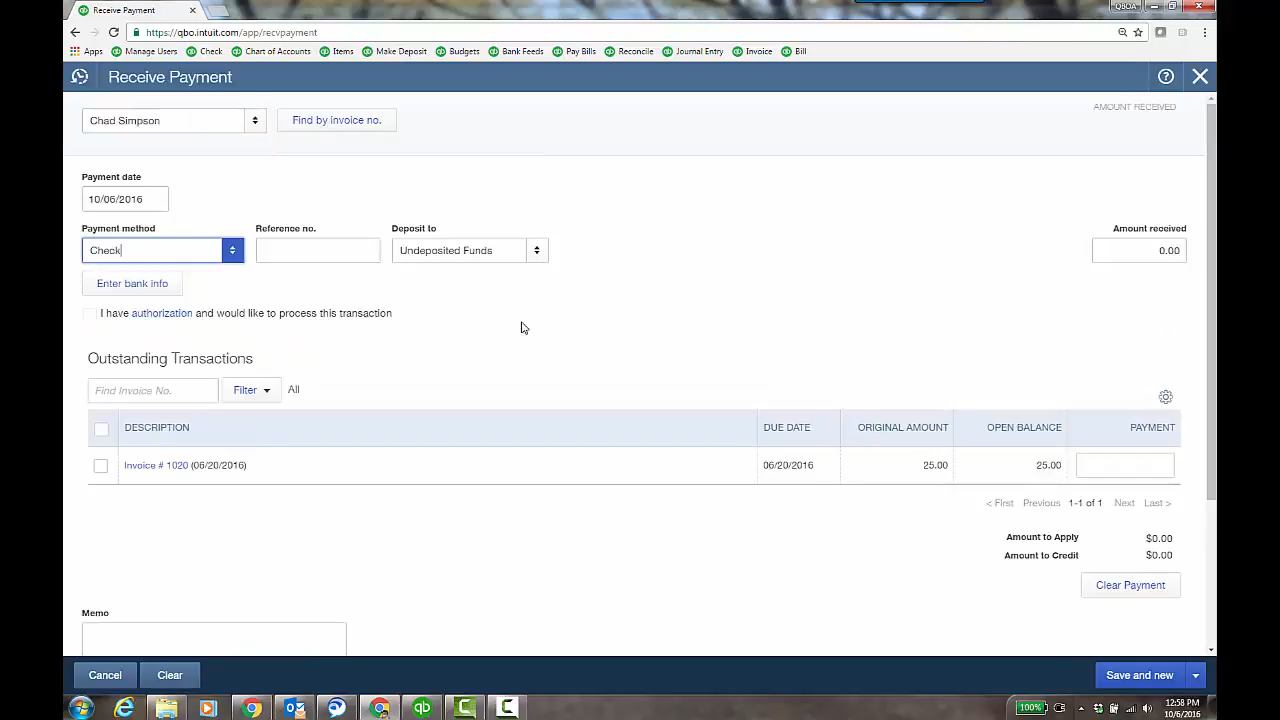 Receive Payment
QBOA
https://qbo.intuit.com/app/recvpayment
Apps Manage Users Check Chart of Accounts Items Make Deposit Budgets Bank Feeds Pay Bills Reconcile Journal Entry Invoice Bill
Receive Payment
AMOUNT RECEIVED
Chad Simpson Find by invoice no.
Payment date
10/06/2016
Payment method Reference no. Deposit to Amount received
Check Undeposited Funds 0.00
Enter bank info
I have authorization and would like to process this transaction
Outstanding Transactions
Find Invoice No. Filter All
DESCRIPTION DUE DATE ORIGINAL AMOUNT OPEN BALANCE PAYMENT
Invoice # 1020 (06/20/2016) 06/20/2016 25.00 25.00
< First Previous 1-1 of 1 Next Last >
Amount to Apply $0.00
Amount to Credit $0.00
Clear Payment
Memo
Cancel Clear Save and new
100% 12:58 PM
10/6/2016